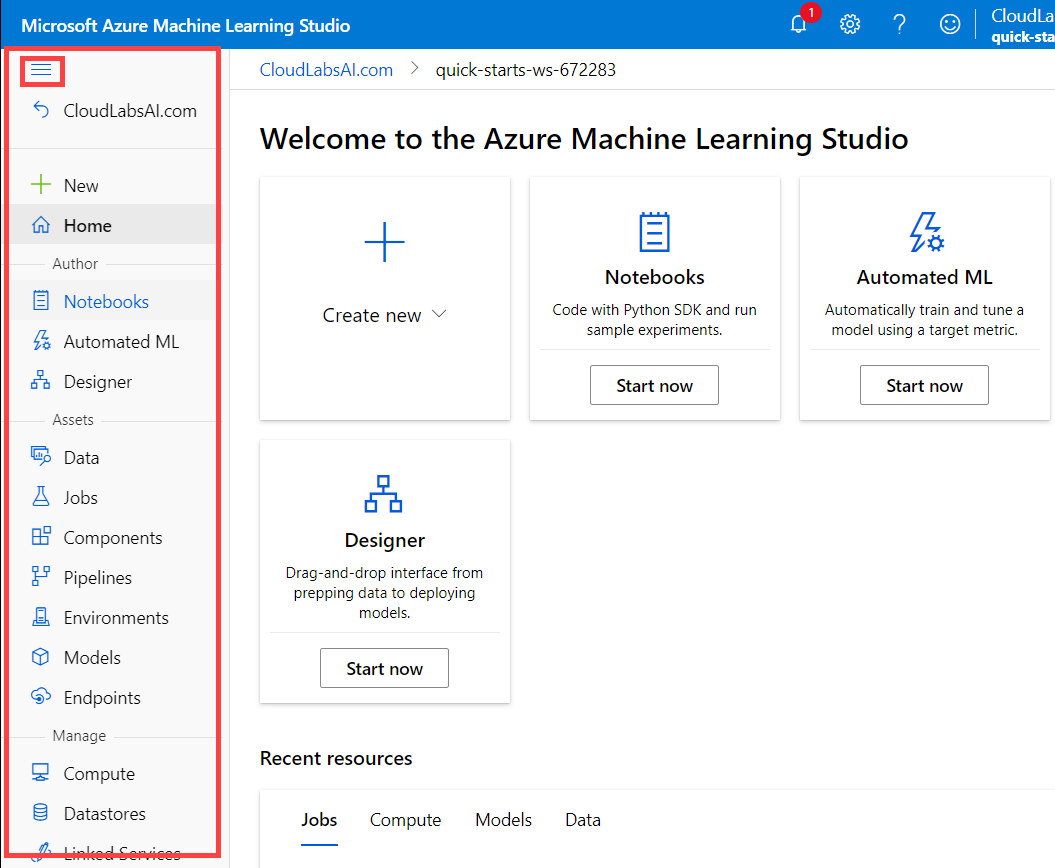 Microsoft Azure Machine Learning Studio
1
CloudLa
quick-sta
CloudLabsAI.com
New
Home
Author
Notebooks
Automated ML
Designer
Assets
Data
Jobs
Components
Pipelines
Environments
Models
Endpoints
Manage
Compute
Datastores
Linked Services
CloudLabsAI.com > quick-starts-ws-672283
Welcome to the Azure Machine Learning Studio
Create new
Notebooks
Code with Python SDK and run
sample experiments.
Start now
Automated ML
Automatically train and tune a
model using a target metric.
Start now
Designer
Drag-and-drop interface from
prepping data to deploying
models.
Start now
Recent resources
Jobs Compute Models Data